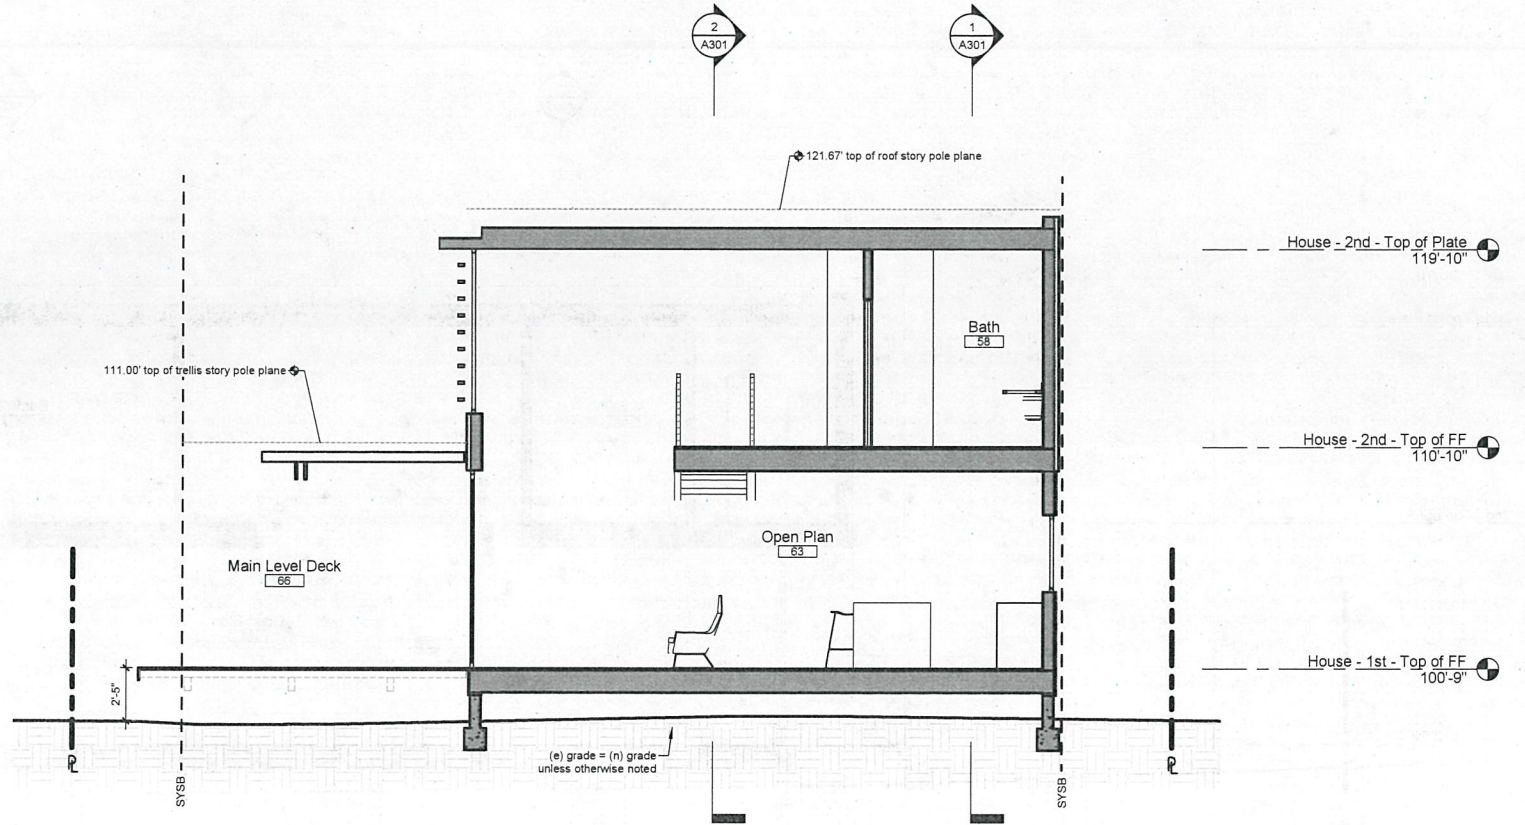 2
A301
1
A301
121.67' top of roof story pole plane
House - 2nd - Top of Plate
119'-10"
Bath
58
111.00' top of trellis story pole plane
House - 2nd - Top of FF
110'-10"
Open Plan
63
Main Level Deck
66
House - 1st - Top of FF
100'-9"
2'-5"
(e) grade = (n) grade
unless otherwise noted
PL
PL
SYSB
SYSB